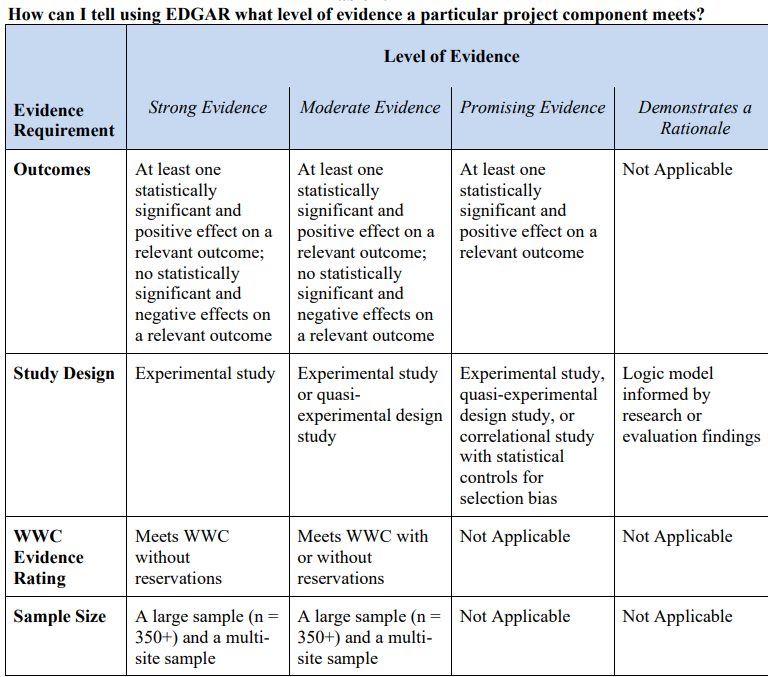 How can I tell using EDGAR what level of evidence a particular project component meets?
Level of Evidence
Evidence
Requirement
Strong Evidence
Moderate Evidence
Promising Evidence
Demonstrates a
Rationale
Outcomes
At least one
statistically
significant and
positive effect on a
relevant outcome;
no statistically
significant and
negative effects on
a relevant outcome
At least one
statistically
significant and
positive effect on a
relevant outcome;
no statistically
significant and
negative effects on
a relevant outcome
At least one
statistically
significant and
positive effect on a
relevant outcome
Not Applicable
Study Design
Experimental study
Experimental study
or quasi-
experimental design
study
Experimental study,
quasi-experimental
design study, or
correlational study
with statistical
controls for
selection bias
Logic model
informed by
research or
evaluation findings
WWC
Evidence
Rating
Meets WWC
without
reservations
Meets WWC with
or without
reservations
Not Applicable
Not Applicable
Sample Size
A large sample (n =
350+) and a multi-
site sample
A large sample (n =
350+) and a multi-
site sample
Not Applicable
Not Applicable